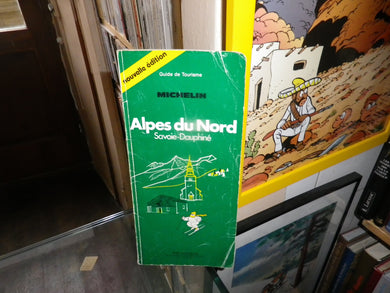 nouvelle édition
Guide de Tourisme
MICHELIN
Alpes du Nord
Savoie-Dauphiné